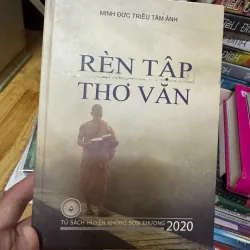 MINH ĐỨC TRIỀU TÂM ẢNH
RÈN TẬP
THƠ VĂN
TỦ SÁCH HUYỀN KHÔNG SƠN THƯỢNG 2020